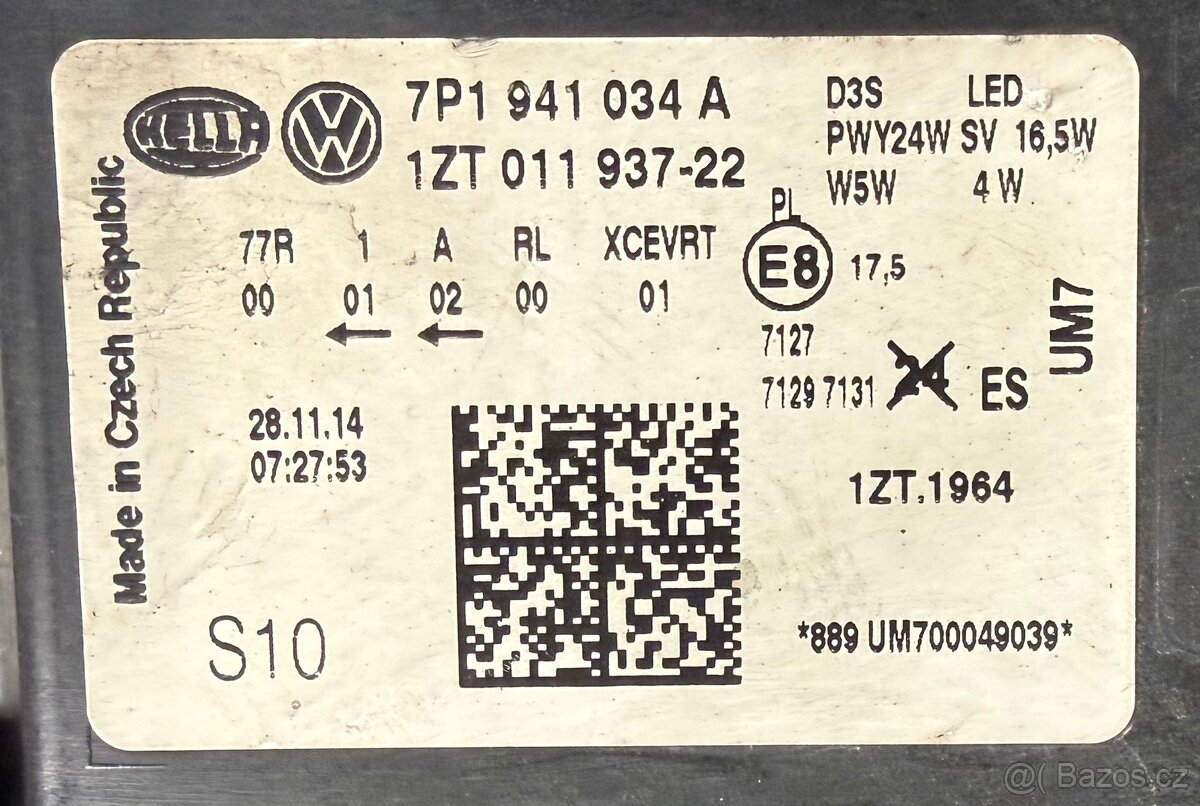 HELLA VW 7P1 941 034 A
1ZT 011 937-22
D3S LED
PWY24W SV 16,5W
W5W 4 W
PL
E8 17,5
77R 1 A RL XCEVRT
00 01 02 00 01
7127
7129 7131 24 ES
UM7
28.11.14
07:27:53
1ZT.1964
Made in Czech Republic
S10
*889 UM700049039*
@( Bazos.cz